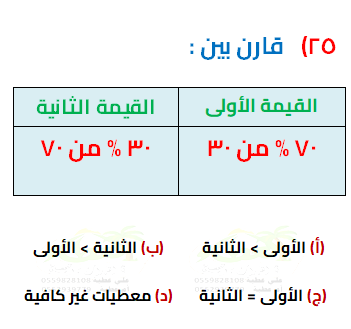 ٢٥) قارن بين :
القيمة الأولى القيمة الثانية
٧٠ % من ٣٠ ٣٠ % من ٧٠
(أ) الأولى > الثانية (ب) الثانية > الأولى
(ج) الأولى = الثانية (د) معطيات غير كافية